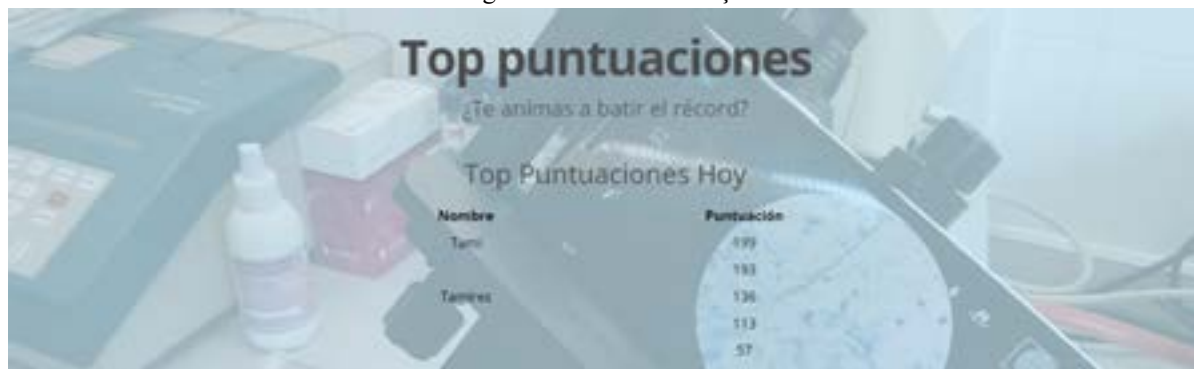 Top puntuaciones
¿Te animas a batir el récord?
Top Puntuaciones Hoy
Nombre Puntuación
Tami 199
193
Tamires 136
113
57